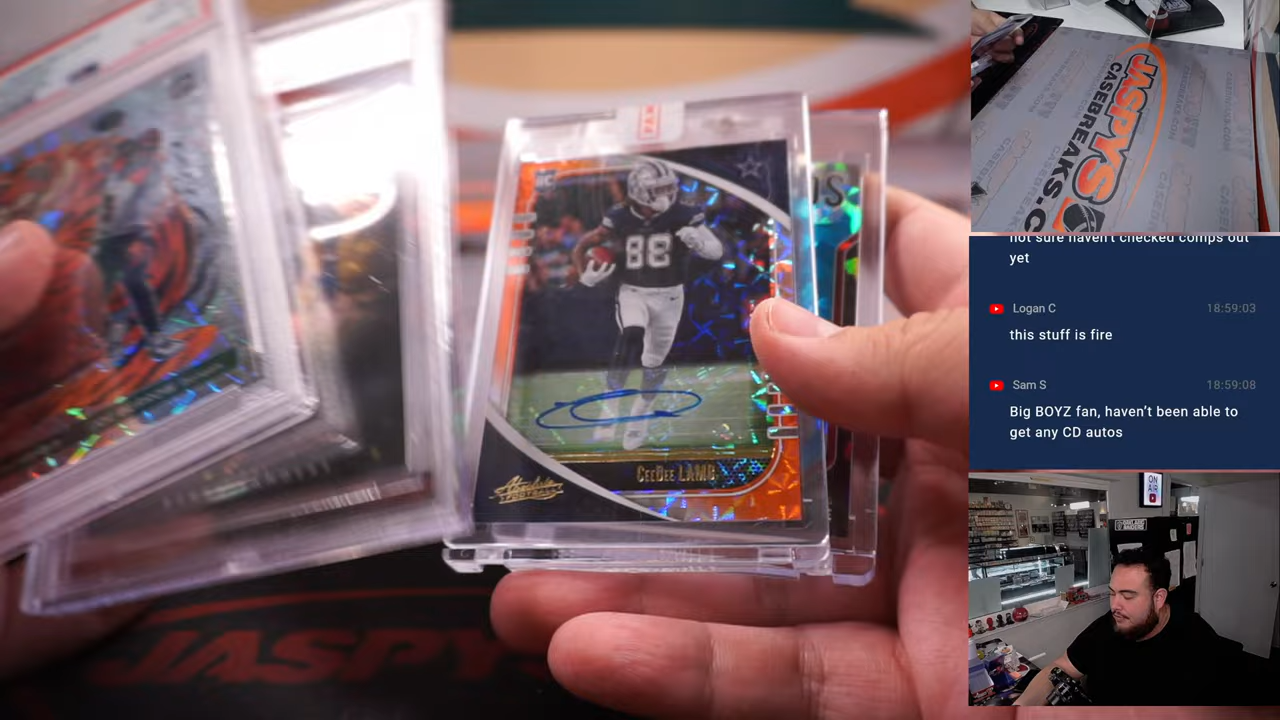 RC
88
CeeDee LAMB
Absolute
FOOTBALL
JASPYS
JASPYS
CASEBREAKS.C
not sure haven't checked comps out
yet
Logan C
18:59:03
this stuff is fire
Sam S
18:59:08
Big BOYZ fan, haven't been able to
get any CD autos
ON
AIR